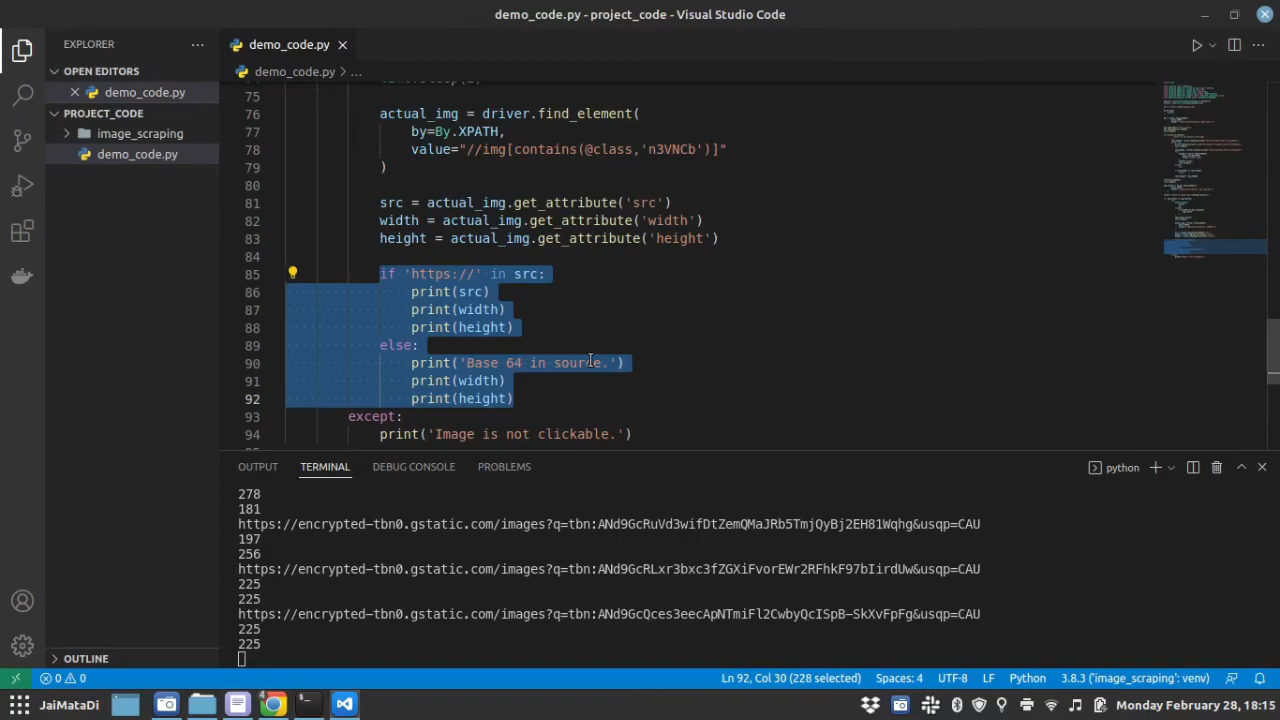 demo_code.py - project_code - Visual Studio Code
EXPLORER
demo_code.py
OPEN EDITORS
demo_code.py
demo_code.py > ...
PROJECT_CODE
image_scraping
demo_code.py
75
76 actual_img = driver.find_element(
77 by=By.XPATH,
78 value="//img[contains(@class,'n3VNCb')]"
79 )
80
81 src = actual_img.get_attribute('src')
82 width = actual_img.get_attribute('width')
83 height = actual_img.get_attribute('height')
84
85 if 'https://' in src:
86 print(src)
87 print(width)
88 print(height)
89 else:
90 print('Base 64 in source.')
91 print(width)
92 print(height)
93 except:
94 print('Image is not clickable.')
OUTPUT TERMINAL DEBUG CONSOLE PROBLEMS
python
278
181
https://encrypted-tbn0.gstatic.com/images?q=tbn:ANd9GcRuVd3wifDtZemQMaJRb5TmjQyBj2EH81Wqhg&usqp=CAU
197
256
https://encrypted-tbn0.gstatic.com/images?q=tbn:ANd9GcRLxr3bxc3fZGXiFvorEWr2RFhkF97bIirdUw&usqp=CAU
225
225
https://encrypted-tbn0.gstatic.com/images?q=tbn:ANd9GcQces3eecApNTmiFl2CwbyQcISpB-SkXvFpFg&usqp=CAU
225
225
OUTLINE
0 0
Ln 92, Col 30 (228 selected) Spaces: 4 UTF-8 LF Python 3.8.3 ('image_scraping': venv)
JaiMataDi
4
Monday February 28, 18:15